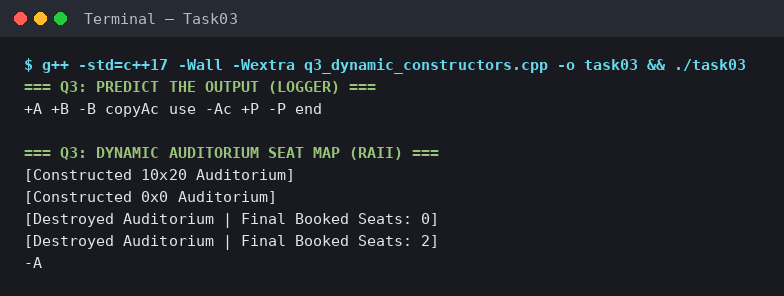 Terminal — Task03
$ g++ -std=c++17 -Wall -Wextra q3_dynamic_constructors.cpp -o task03 && ./task03
=== Q3: PREDICT THE OUTPUT (LOGGER) ===
+A +B -B copyAc use -Ac +P -P end
=== Q3: DYNAMIC AUDITORIUM SEAT MAP (RAII) ===
[Constructed 10x20 Auditorium]
[Constructed 0x0 Auditorium]
[Destroyed Auditorium | Final Booked Seats: 0]
[Destroyed Auditorium | Final Booked Seats: 2]
-A